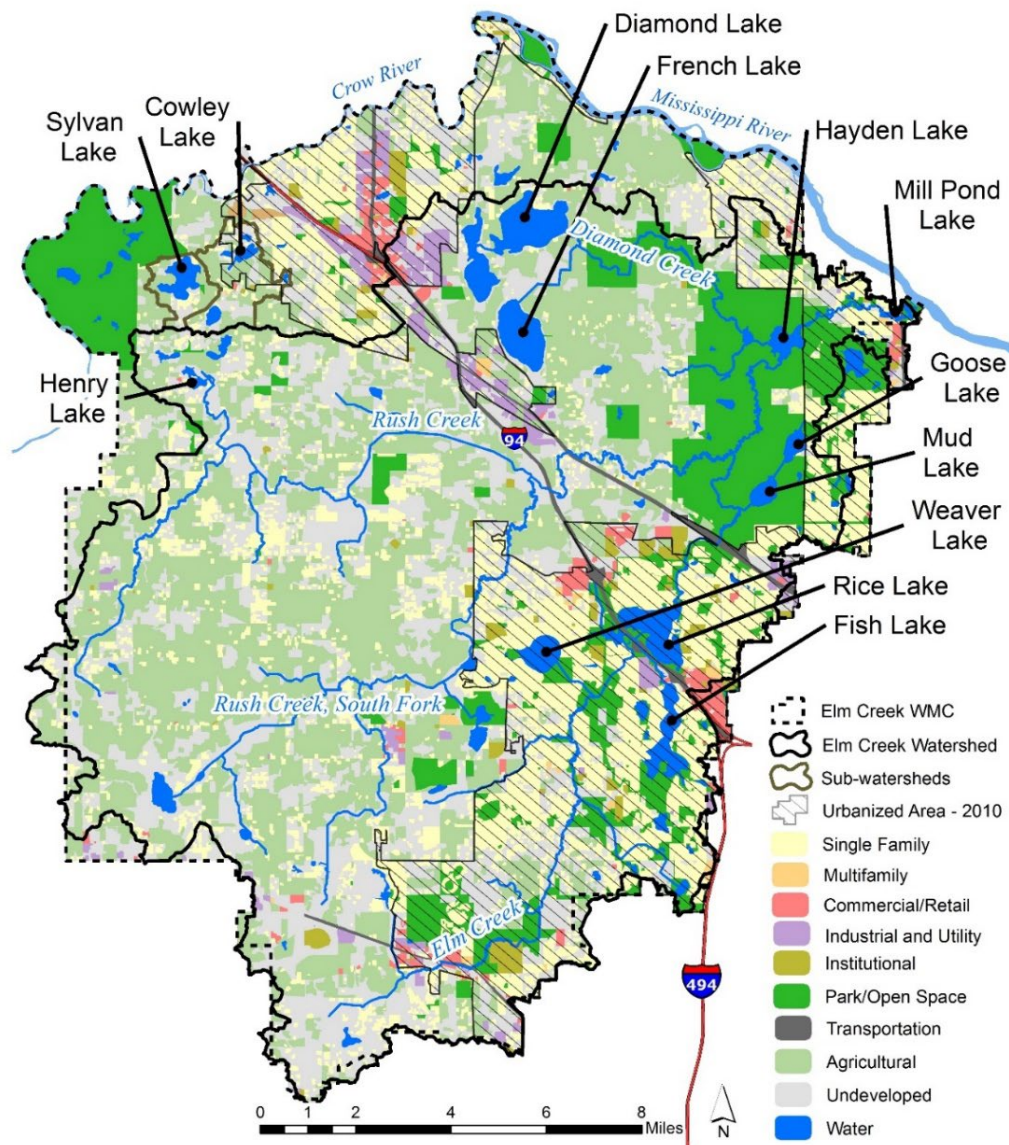 Diamond Lake
French Lake
Crow River
Mississippi River
Cowley
Lake
Sylvan
Lake
Hayden Lake
Mill Pond
Lake
Diamond Creek
Goose
Lake
Henry
Lake
Rush Creek
94
Mud
Lake
Weaver
Lake
Rice Lake
Fish Lake
Rush Creek, South Fork
Elm Creek
494
Elm Creek WMC
Elm Creek Watershed
Sub-watersheds
Urbanized Area - 2010
Single Family
Multifamily
Commercial/Retail
Industrial and Utility
Institutional
Park/Open Space
Transportation
Agricultural
Undeveloped
Water
0 1 2 4 6 8
Miles
N